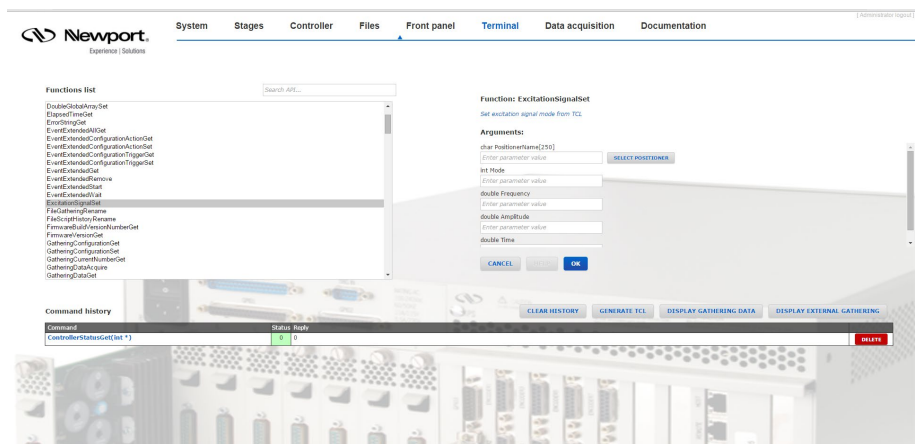 [ Administrator logout ]
Newport.
Experience | Solutions
System Stages Controller Files Front panel Terminal Data acquisition Documentation
Functions list
Search API...
DoubleGlobalArraySet
ElapsedTimeGet
ErrorStringGet
EventExtendedAllGet
EventExtendedConfigurationActionGet
EventExtendedConfigurationActionSet
EventExtendedConfigurationTriggerGet
EventExtendedConfigurationTriggerSet
EventExtendedGet
EventExtendedRemove
EventExtendedStart
EventExtendedWait
ExcitationSignalSet
FileGatheringRename
FileScriptHistoryRename
FirmwareBuildVersionNumberGet
FirmwareVersionGet
GatheringConfigurationGet
GatheringConfigurationSet
GatheringCurrentNumberGet
GatheringDataAcquire
GatheringDataGet
Function: ExcitationSignalSet
Set excitation signal mode from TCL
Arguments:
char PositionerName[250]
Enter parameter value
SELECT POSITIONER
int Mode
Enter parameter value
double Frequency
Enter parameter value
double Amplitude
Enter parameter value
double Time
CANCEL OK
Command history
CLEAR HISTORY GENERATE TCL DISPLAY GATHERING DATA DISPLAY EXTERNAL GATHERING
Command Status Reply
ControllerStatusGet(int *) 0 0 DELETE